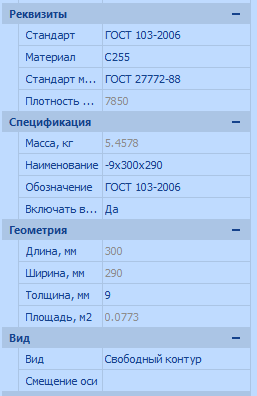 Реквизиты
Стандарт ГОСТ 103-2006
Материал С255
Стандарт м... ГОСТ 27772-88
Плотность ... 7850
Спецификация
Масса, кг 5.4578
Наименование -9x300x290
Обозначение ГОСТ 103-2006
Включать в... Да
Геометрия
Длина, мм 300
Ширина, мм 290
Толщина, мм 9
Площадь, м2 0.0773
Вид
Вид Свободный контур
Смещение оси